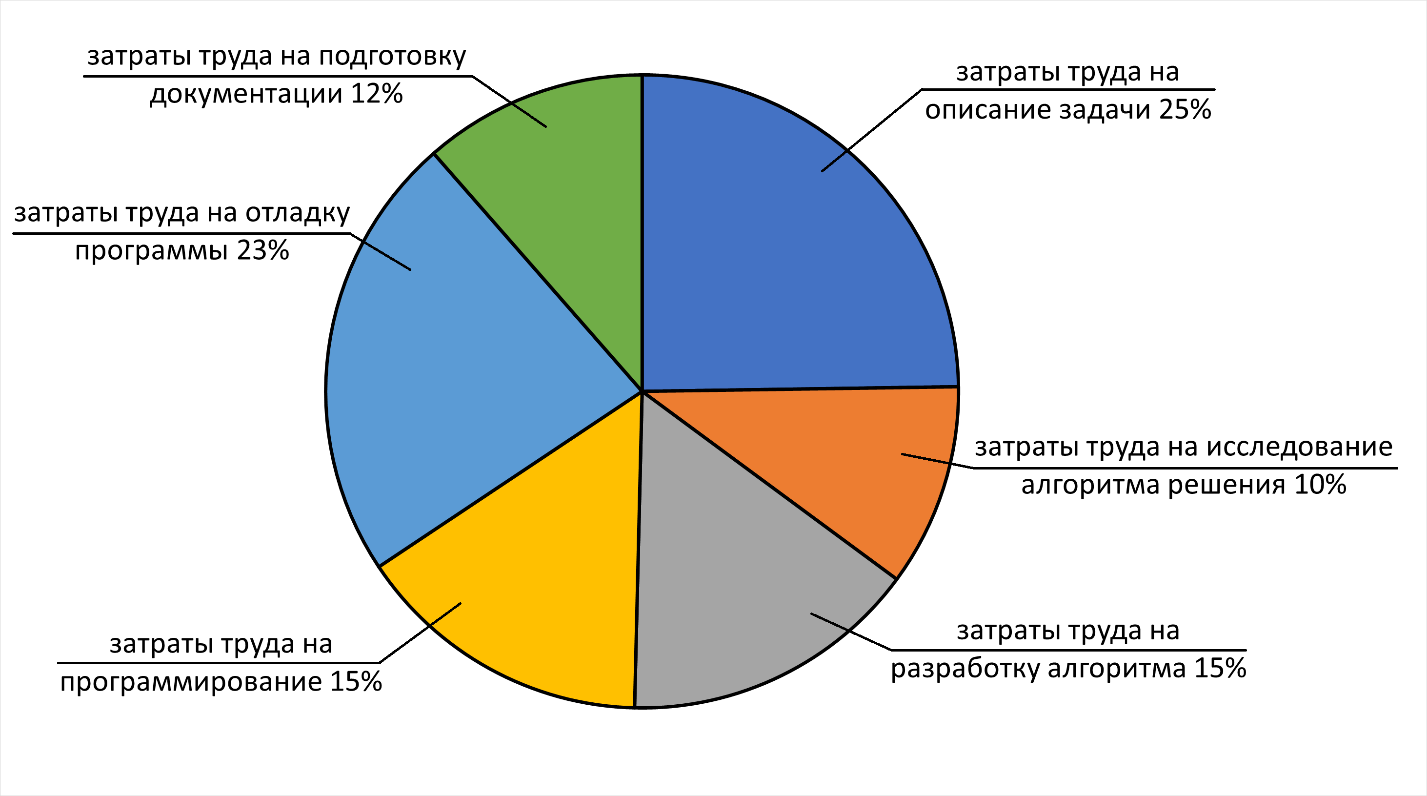 затраты труда на подготовку
документации 12%
затраты труда на
описание задачи 25%
затраты труда на отладку
программы 23%
затраты труда на исследование
алгоритма решения 10%
затраты труда на
программирование 15%
затраты труда на
разработку алгоритма 15%